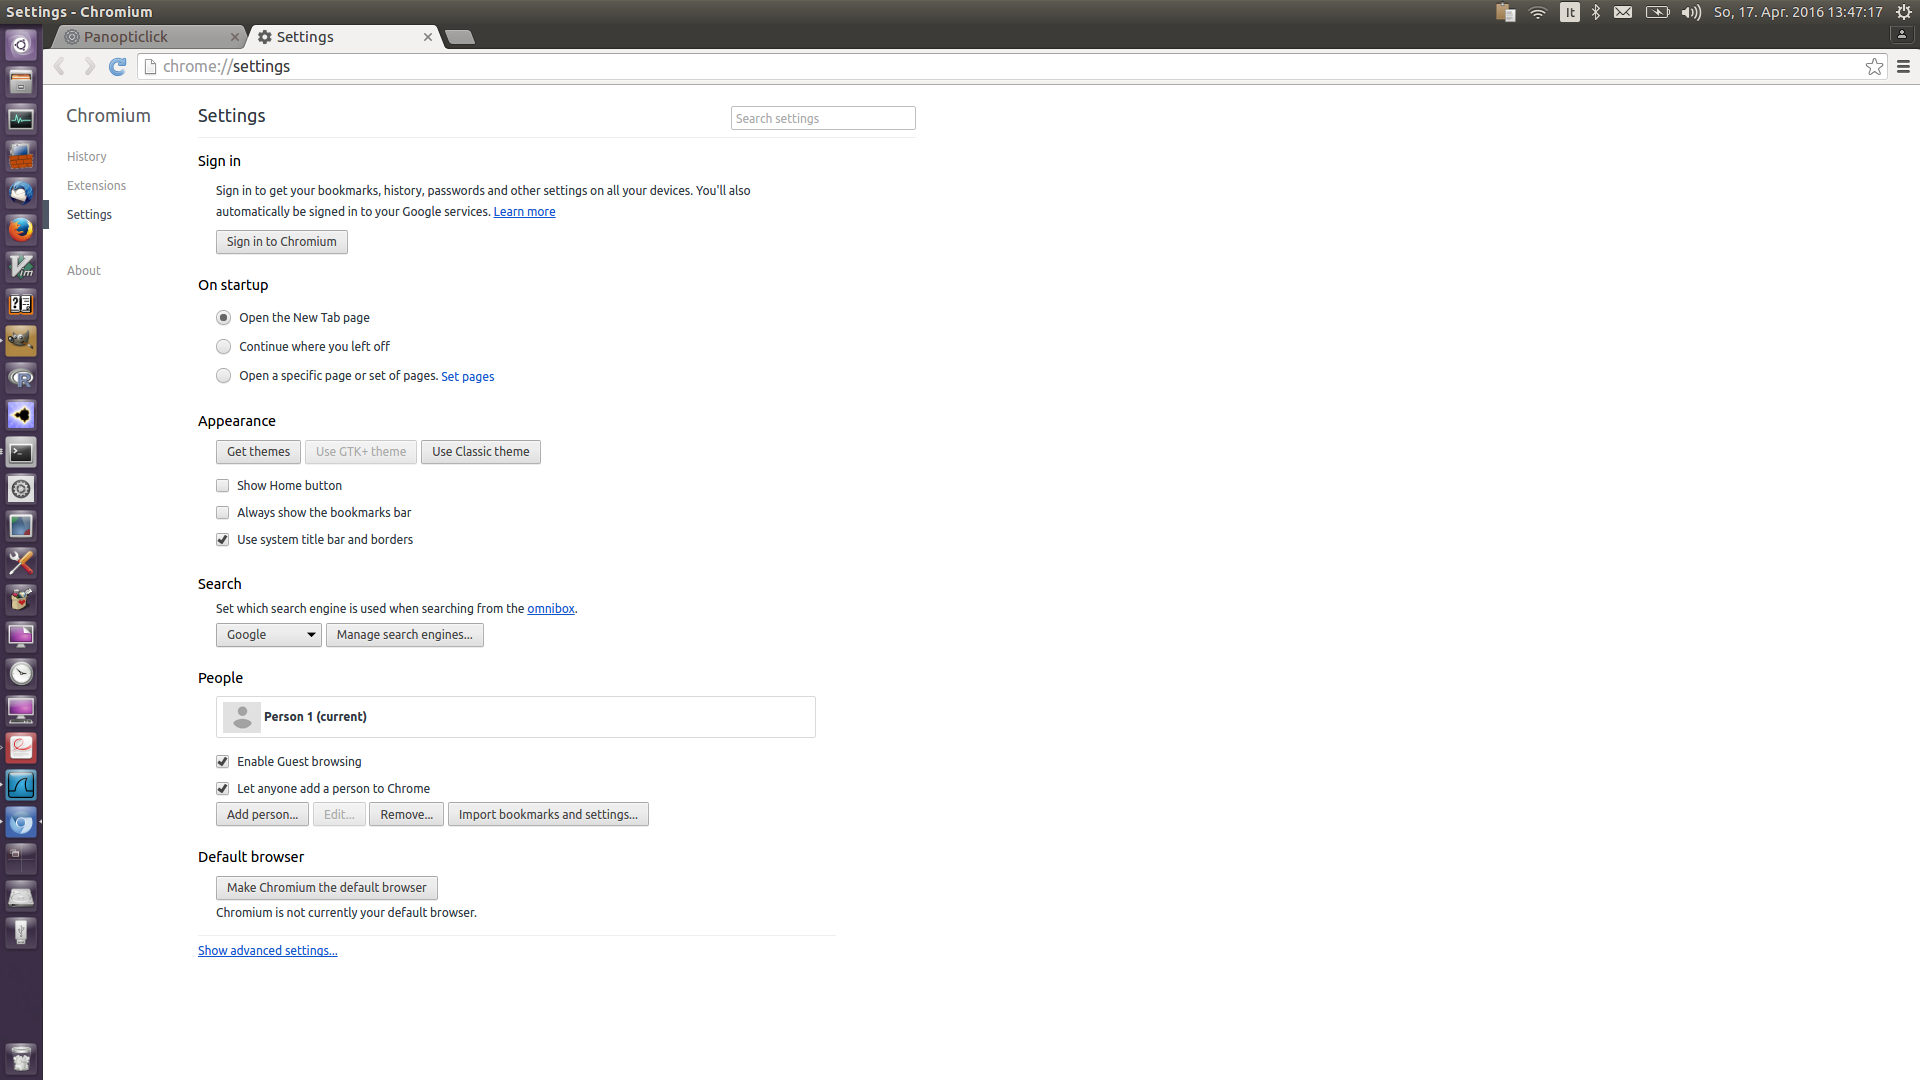 Settings - Chromium
It
So, 17. Apr. 2016 13:47:17
Panopticlick
Settings
chrome://settings
Chromium
History
Extensions
Settings
About
Settings
Search settings
Sign in
Sign in to get your bookmarks, history, passwords and other settings on all your devices. You'll also
automatically be signed in to your Google services. Learn more
Sign in to Chromium
On startup
Open the New Tab page
Continue where you left off
Open a specific page or set of pages. Set pages
Appearance
Get themes
Use GTK+ theme
Use Classic theme
Show Home button
Always show the bookmarks bar
Use system title bar and borders
Search
Set which search engine is used when searching from the omnibox.
Google
Manage search engines...
People
Person 1 (current)
Enable Guest browsing
Let anyone add a person to Chrome
Add person...
Edit...
Remove...
Import bookmarks and settings...
Default browser
Make Chromium the default browser
Chromium is not currently your default browser.
Show advanced settings...
Vim
R